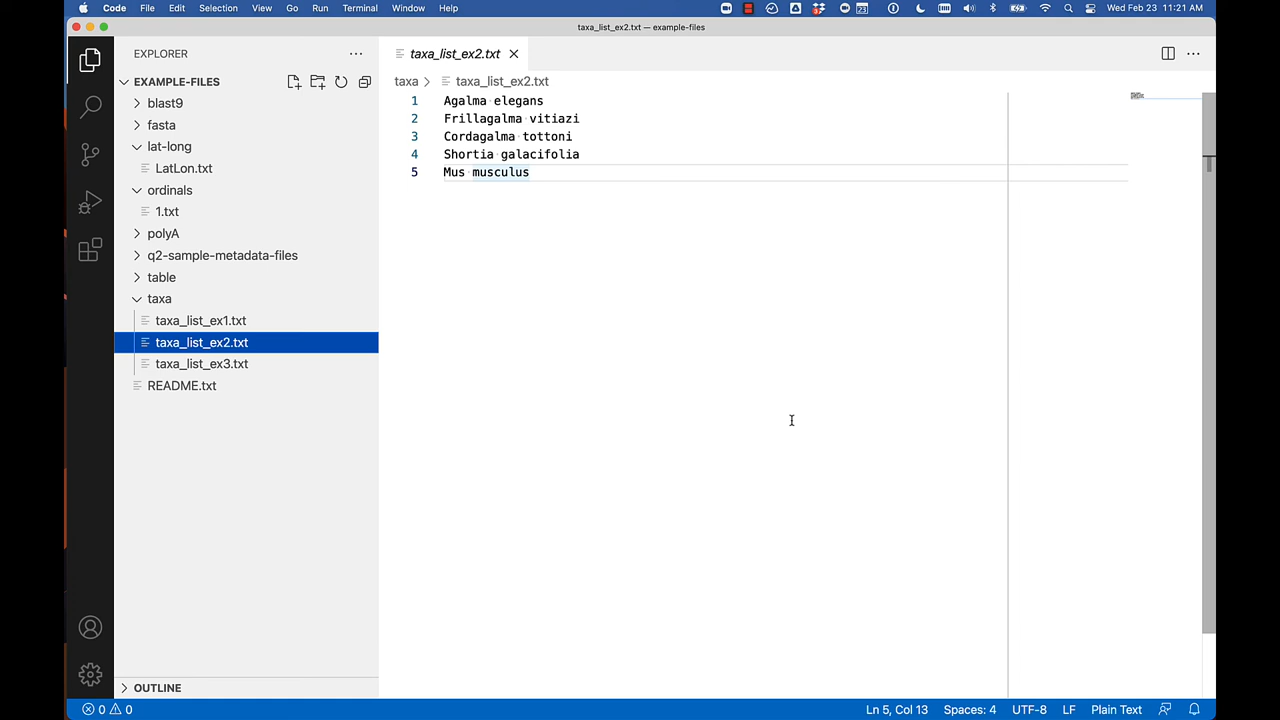 Code File Edit Selection View Go Run Terminal Window Help Wed Feb 23 11:21 AM
taxa_list_ex2.txt — example-files
EXPLORER
EXAMPLE-FILES
blast9
fasta
lat-long
LatLon.txt
ordinals
1.txt
polyA
q2-sample-metadata-files
table
taxa
taxa_list_ex1.txt
taxa_list_ex2.txt
taxa_list_ex3.txt
README.txt
OUTLINE
taxa_list_ex2.txt
taxa > taxa_list_ex2.txt
1 Agalma elegans
2 Frillagalma vitiazi
3 Cordagalma tottoni
4 Shortia galacifolia
5 Mus musculus
0 0 Ln 5, Col 13 Spaces: 4 UTF-8 LF Plain Text